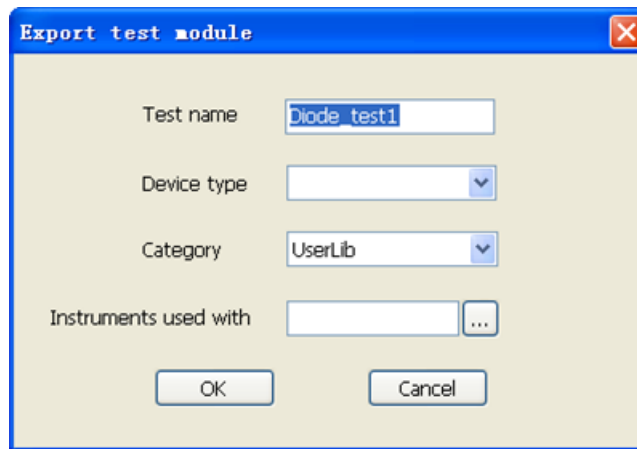 Export test module
Test name Diode_test1
Device type
Category UserLib
Instruments used with ...
OK Cancel